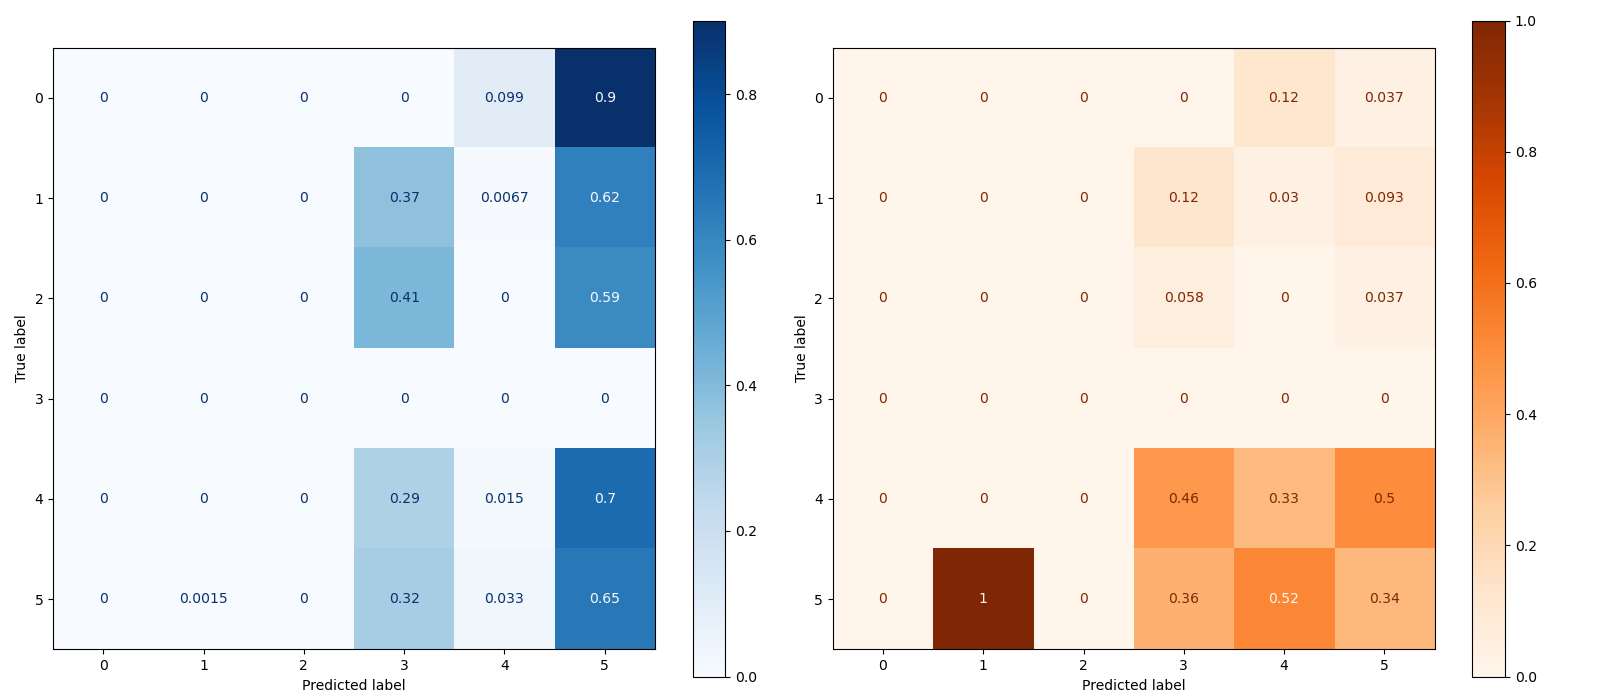 0 0 0 0 0 0.099 0.9
1 0 0 0 0.37 0.0067 0.62
2 0 0 0 0.41 0 0.59
3 0 0 0 0 0 0
4 0 0 0 0.29 0.015 0.7
5 0 0.0015 0 0.32 0.033 0.65
0 1 2 3 4 5
True label
Predicted label
0.8
0.6
0.4
0.2
0.0
0 0 0 0 0 0.12 0.037
1 0 0 0 0.12 0.03 0.093
2 0 0 0 0.058 0 0.037
3 0 0 0 0 0 0
4 0 0 0 0.46 0.33 0.5
5 0 1 0 0.36 0.52 0.34
0 1 2 3 4 5
True label
Predicted label
1.0
0.8
0.6
0.4
0.2
0.0